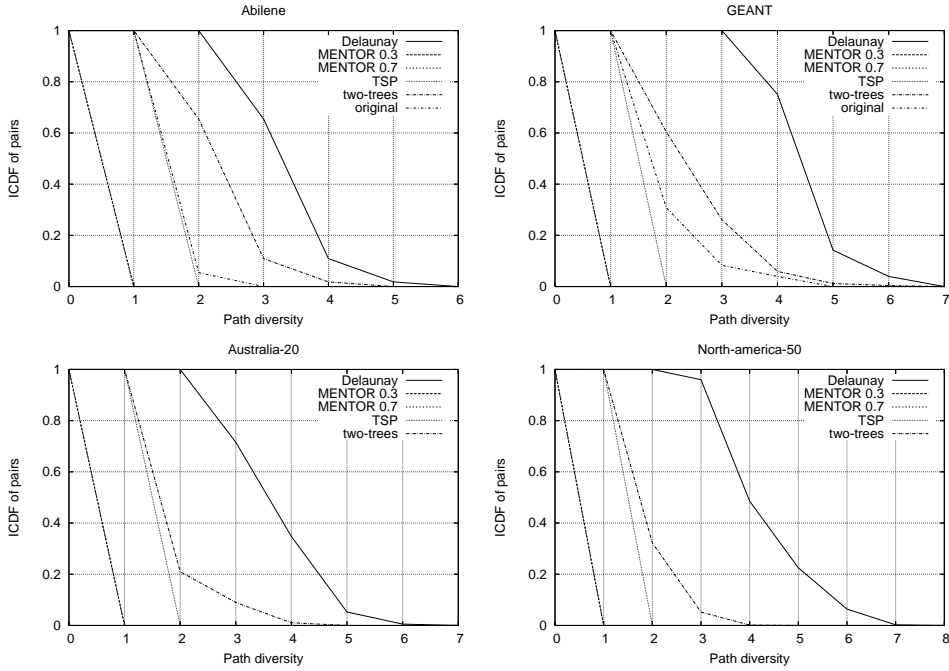 Abilene
ICDF of pairs
1
0.8
0.6
0.4
0.2
0
0 1 2 3 4 5 6
Path diversity
Delaunay
MENTOR 0.3
MENTOR 0.7
TSP
two-trees
original
GEANT
ICDF of pairs
1
0.8
0.6
0.4
0.2
0
0 1 2 3 4 5 6 7
Path diversity
Delaunay
MENTOR 0.3
MENTOR 0.7
TSP
two-trees
original
Australia-20
ICDF of pairs
1
0.8
0.6
0.4
0.2
0
0 1 2 3 4 5 6 7
Path diversity
Delaunay
MENTOR 0.3
MENTOR 0.7
TSP
two-trees
North-america-50
ICDF of pairs
1
0.8
0.6
0.4
0.2
0
0 1 2 3 4 5 6 7 8
Path diversity
Delaunay
MENTOR 0.3
MENTOR 0.7
TSP
two-trees